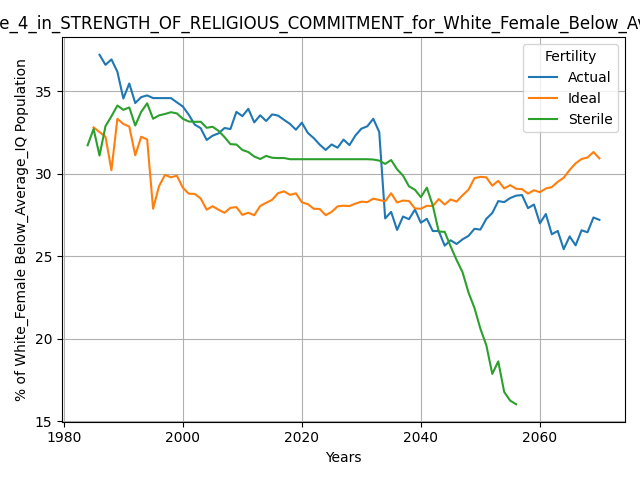 e_4_in_STRENGTH_OF_RELIGIOUS_COMMITMENT_for_White_Female_Below_Av
Fertility
Actual
Ideal
Sterile
% of White_Female Below_Average_IQ Population
35
30
25
20
15
1980
2000
2020
2040
2060
Years